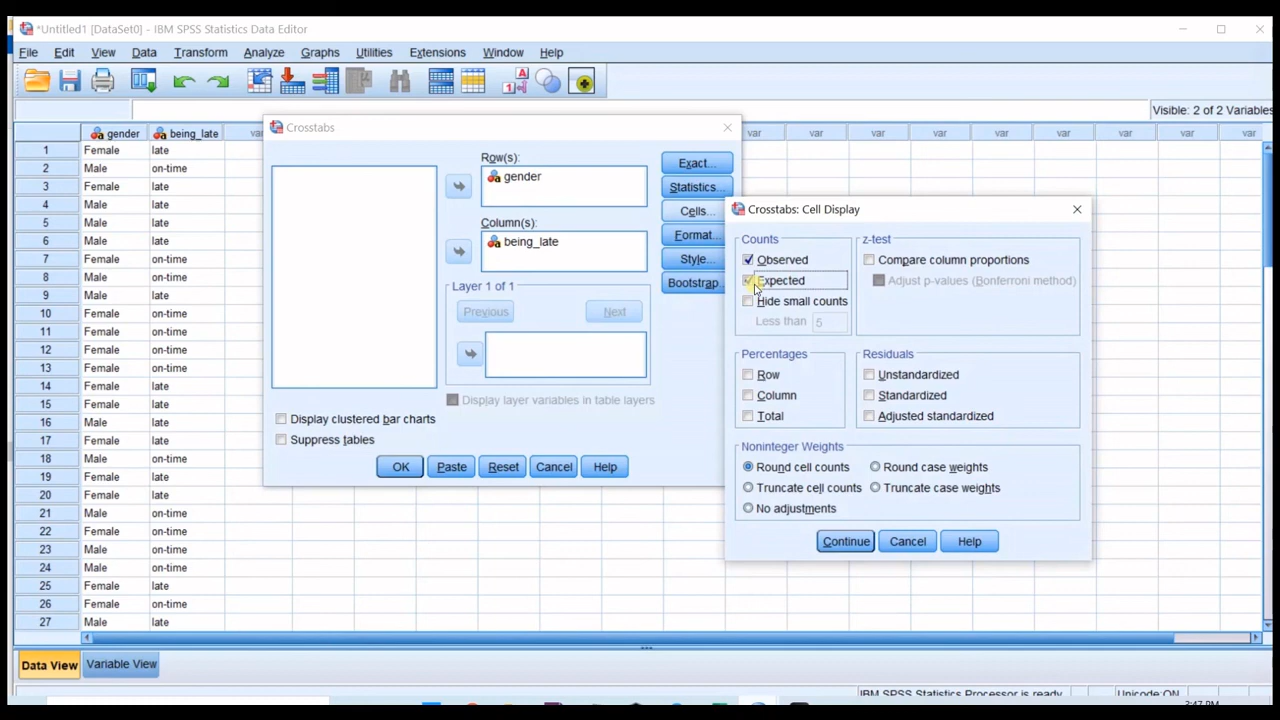 *Untitled1 [DataSet0] - IBM SPSS Statistics Data Editor
File Edit View Data Transform Analyze Graphs Utilities Extensions Window Help
Visible: 2 of 2 Variables
gender being_late var var var var var var var var
1 Female late
2 Male on-time
3 Female late
4 Male late
5 Male late
6 Male late
7 Female on-time
8 Male on-time
9 Male late
10 Female on-time
11 Female on-time
12 Female on-time
13 Female on-time
14 Female late
15 Female late
16 Male late
17 Female late
18 Male on-time
19 Female late
20 Female late
21 Male on-time
22 Female on-time
23 Male on-time
24 Male on-time
25 Female late
26 Female on-time
27 Male late
Data View Variable View
IBM SPSS Statistics Processor is ready
Unicode:ON
3:47 PM
Crosstabs
Row(s):
gender
Column(s):
being_late
Layer 1 of 1
Previous Next
Display layer variables in table layers
Display clustered bar charts
Suppress tables
OK Paste Reset Cancel Help
Exact...
Statistics...
Cells...
Format...
Style...
Bootstrap
Crosstabs: Cell Display
Counts
Observed
Expected
Hide small counts
Less than 5
z-test
Compare column proportions
Adjust p-values (Bonferroni method)
Percentages
Row
Column
Total
Residuals
Unstandardized
Standardized
Adjusted standardized
Noninteger Weights
Round cell counts Round case weights
Truncate cell counts Truncate case weights
No adjustments
Continue Cancel Help